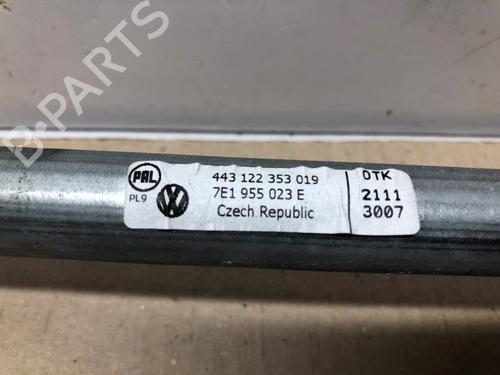 B-PARTS
PAL
PL9
443 122 353 019
7E1 955 023 E
Czech Republic
OTK
2111
3007